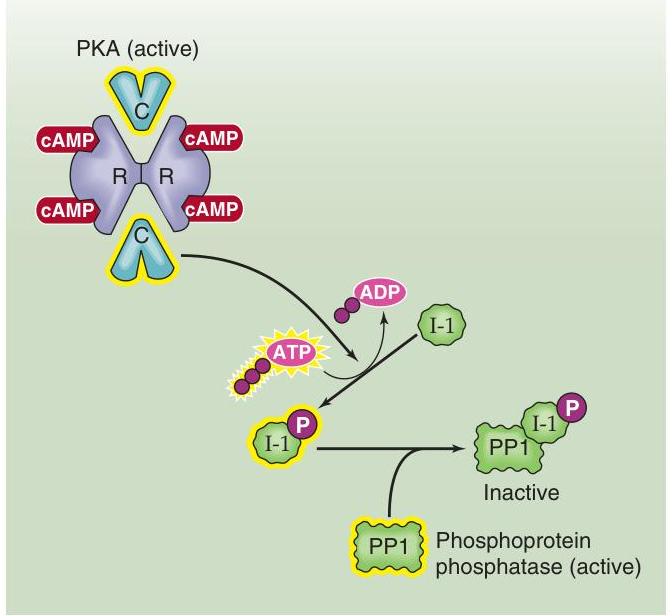 PKA (active)
C
cAMP
cAMP
R
R
cAMP
cAMP
C
ADP
I-1
ATP
P
I-1
P
I-1
PP1
Inactive
PP1
Phosphoprotein
phosphatase (active)